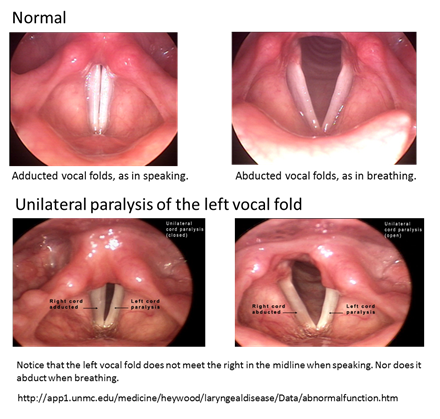 Normal
Adducted vocal folds, as in speaking.
Abducted vocal folds, as in breathing.
Unilateral paralysis of the left vocal fold
Unilateral
cord paralysis
(closed)
Right cord
adducted
Left cord
paralysis
Unilateral
cord paralysis
(open)
Right cord
abducted
Left cord
paralysis
Notice that the left vocal fold does not meet the right in the midline when speaking. Nor does it
abduct when breathing.
http://app1.unmc.edu/medicine/heywood/laryngealdisease/Data/abnormalfunction.htm